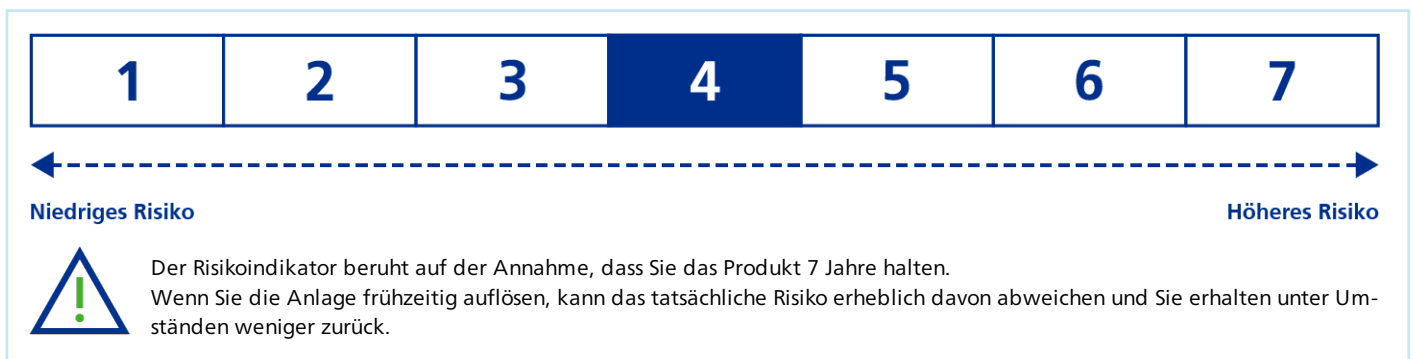 1 2 3 4 5 6 7
Niedriges Risiko Höheres Risiko
Der Risikoindikator beruht auf der Annahme, dass Sie das Produkt 7 Jahre halten.
Wenn Sie die Anlage frühzeitig auflösen, kann das tatsächliche Risiko erheblich davon abweichen und Sie erhalten unter Um-
ständen weniger zurück.